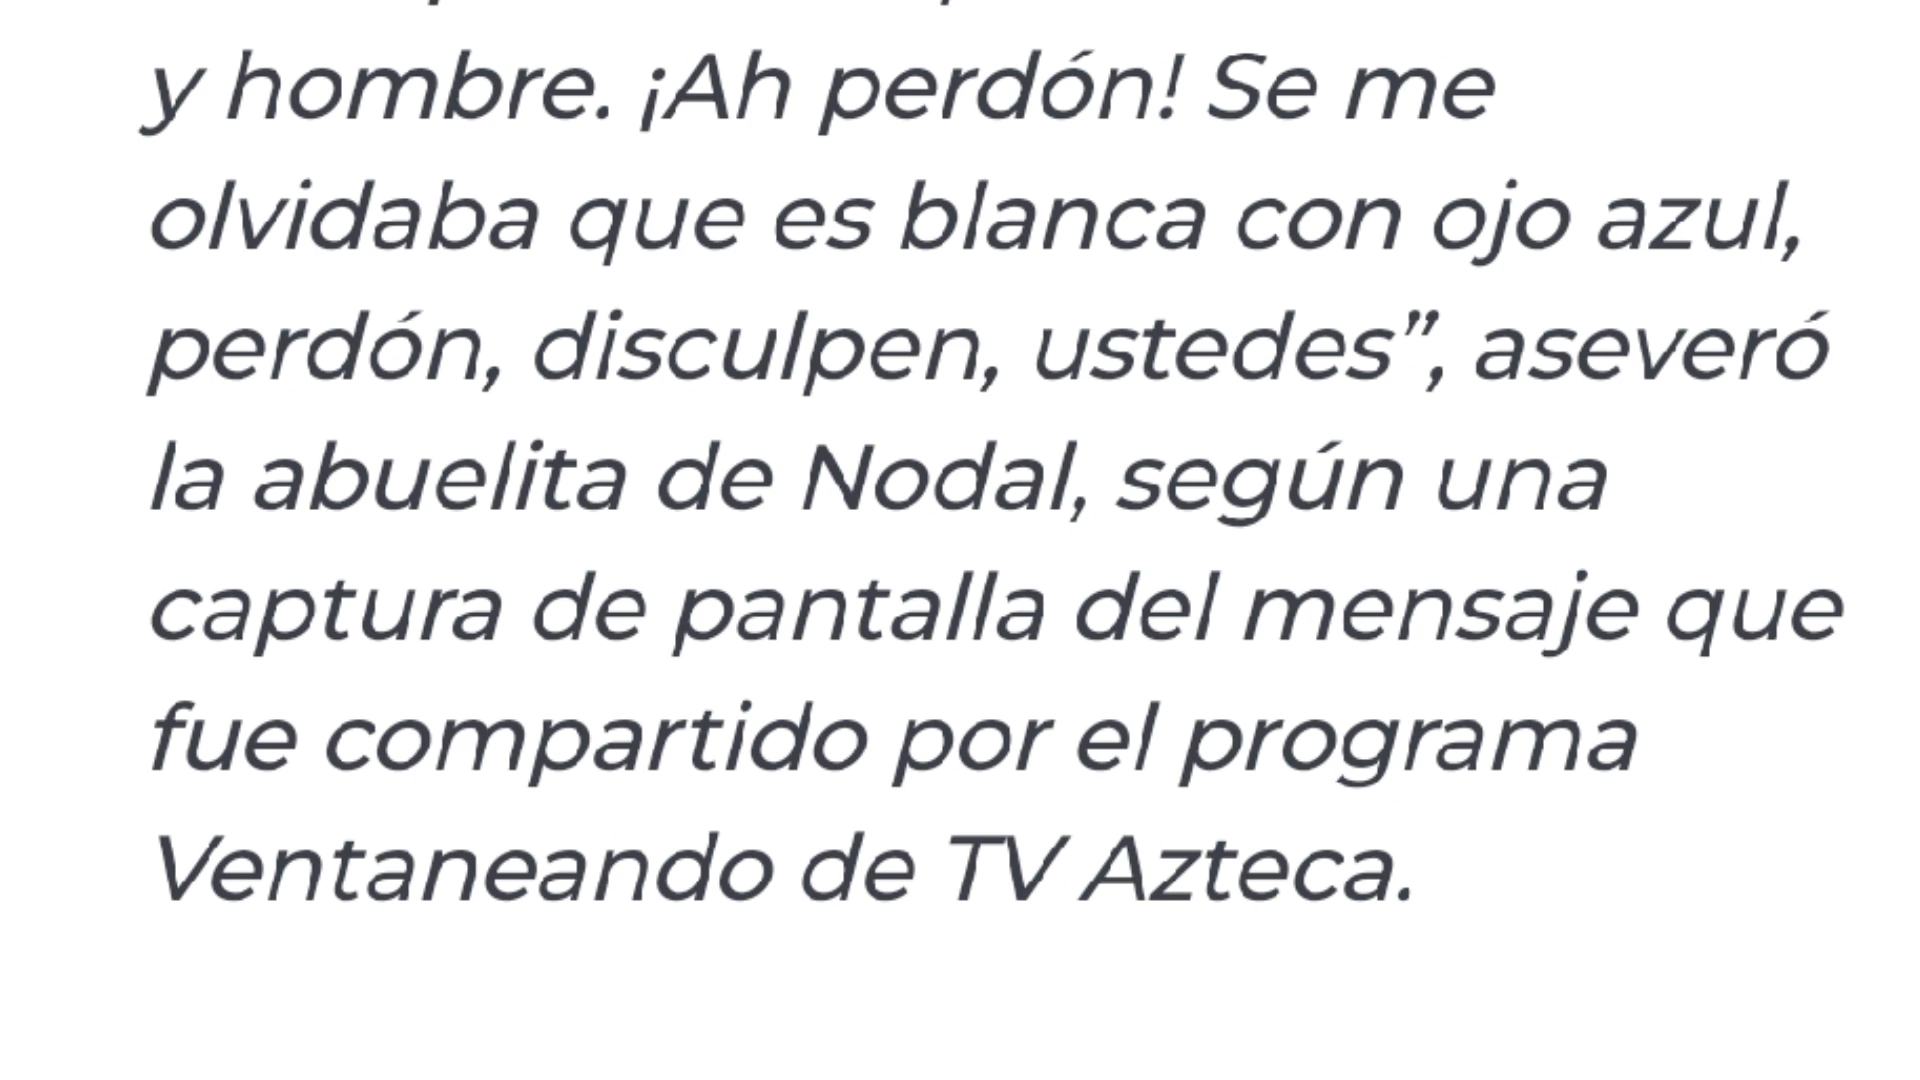 y hombre. ¡Ah perdón! Se me
olvidaba que es blanca con ojo azul,
perdón, disculpen, ustedes”, aseveró
la abuelita de Nodal, según una
captura de pantalla del mensaje que
fue compartido por el programa
Ventaneando de TV Azteca.